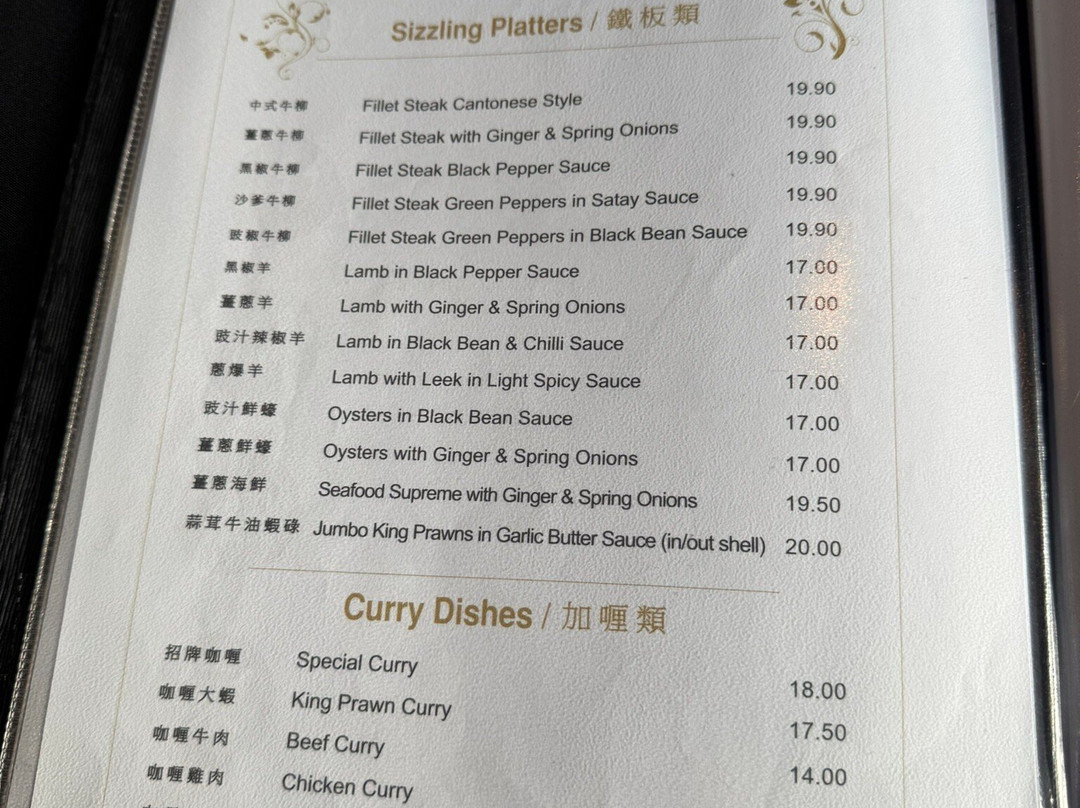 Sizzling Platters / 鐵板類
中式牛柳 Fillet Steak Cantonese Style 19.90
薑蔥牛柳 Fillet Steak with Ginger & Spring Onions 19.90
黑椒牛柳 Fillet Steak Black Pepper Sauce 19.90
沙爹牛柳 Fillet Steak Green Peppers in Satay Sauce 19.90
豉椒牛柳 Fillet Steak Green Peppers in Black Bean Sauce 19.90
黑椒羊 Lamb in Black Pepper Sauce 17.00
薑蔥羊 Lamb with Ginger & Spring Onions 17.00
豉汁辣椒羊 Lamb in Black Bean & Chilli Sauce 17.00
蔥爆羊 Lamb with Leek in Light Spicy Sauce 17.00
豉汁鮮蠔 Oysters in Black Bean Sauce 17.00
薑蔥鮮蠔 Oysters with Ginger & Spring Onions 17.00
薑蔥海鮮 Seafood Supreme with Ginger & Spring Onions 19.50
蒜茸牛油蝦碌 Jumbo King Prawns in Garlic Butter Sauce (in/out shell) 20.00
Curry Dishes / 加喱類
招牌咖喱 Special Curry 18.00
咖喱大蝦 King Prawn Curry 17.50
咖喱牛肉 Beef Curry 14.00
咖喱雞肉 Chicken Curry